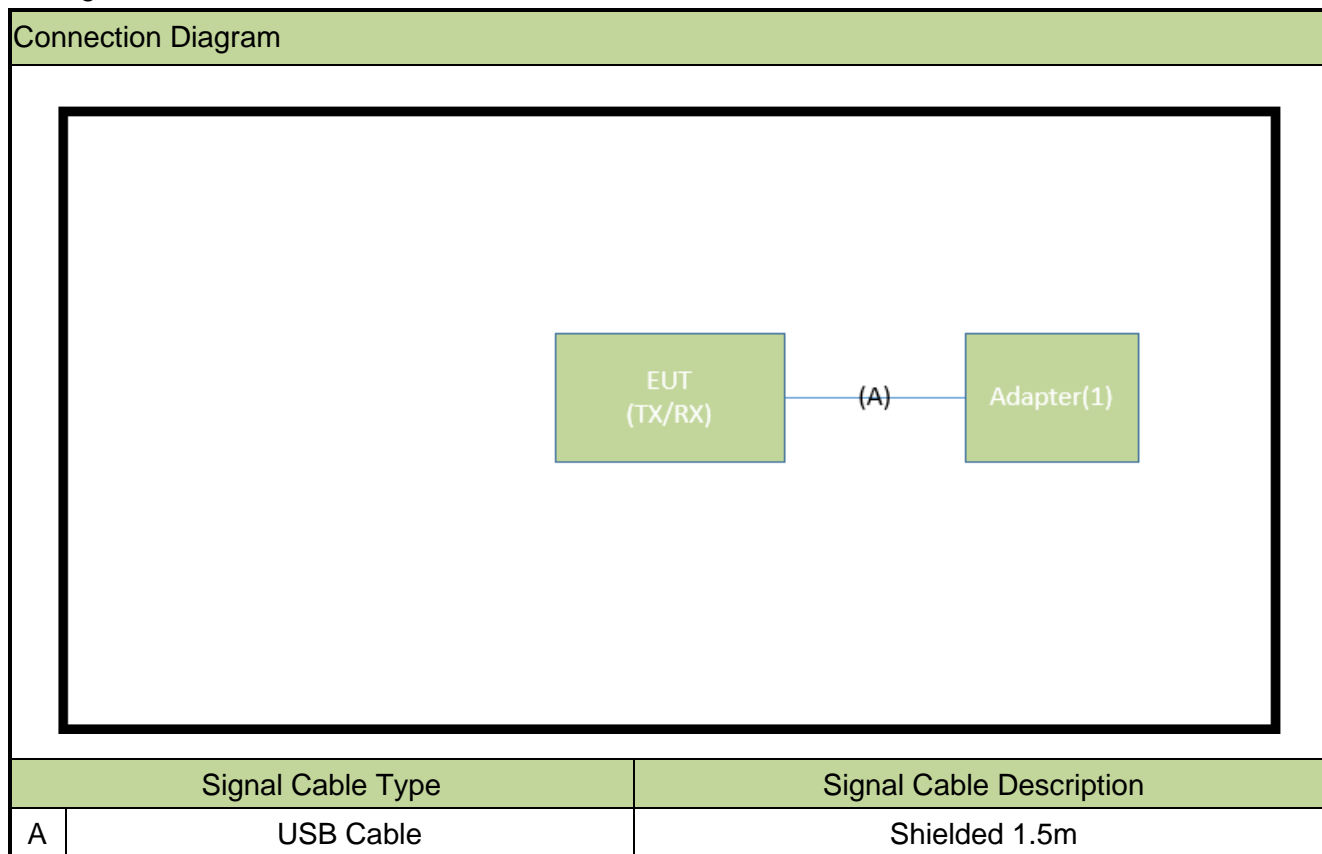 Connection Diagram
EUT
(TX/RX)
(A)
Adapter(1)
Signal Cable Type
Signal Cable Description
A
USB Cable
Shielded 1.5m